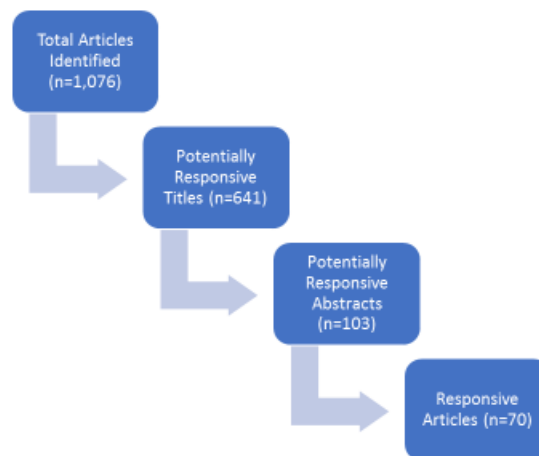 Total Articles
Identified
(n=1,076)
Potentially
Responsive
Titles (n=641)
Potentially
Responsive
Abstracts
(n=103)
Responsive
Articles (n=70)